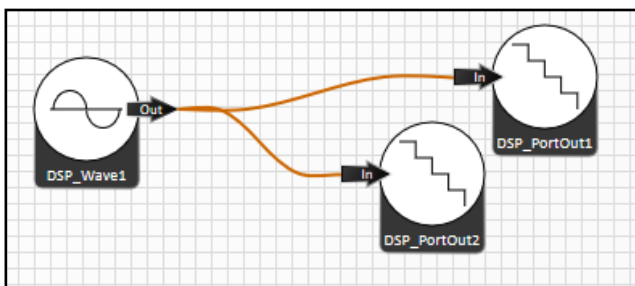 Out
DSP_Wave1
In
DSP_PortOut1
In
DSP_PortOut2